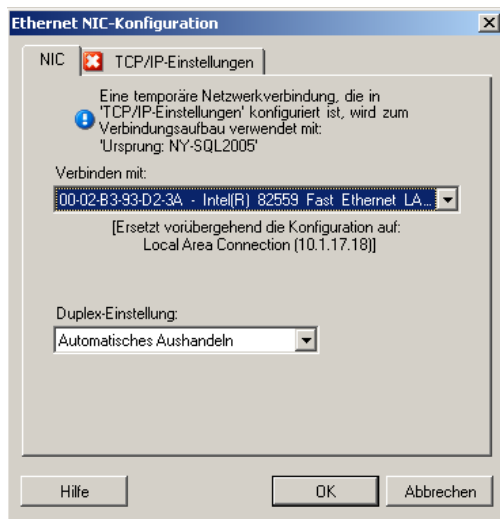 Ethernet NIC-Konfiguration
NIC
TCP/IP-Einstellungen
Eine temporäre Netzwerkverbindung, die in
'TCP/IP-Einstellungen' konfiguriert ist, wird zum
Verbindungsaufbau verwendet mit:
'Ursprung: NY-SQL2005'
Verbinden mit:
00-02-B3-93-D2-3A - Intel(R) 82559 Fast Ethernet LA...
[Ersetzt vorübergehend die Konfiguration auf:
Local Area Connection (10.1.17.18)]
Duplex-Einstellung:
Automatisches Aushandeln
Hilfe
OK
Abbrechen